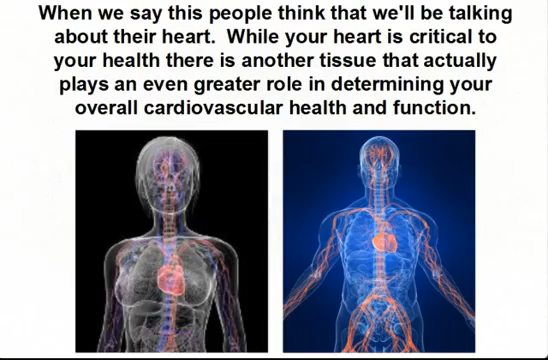 When we say this people think that we'll be talking
about their heart.  While your heart is critical to
your health there is another tissue that actually
plays an even greater role in determining your
overall cardiovascular health and function.